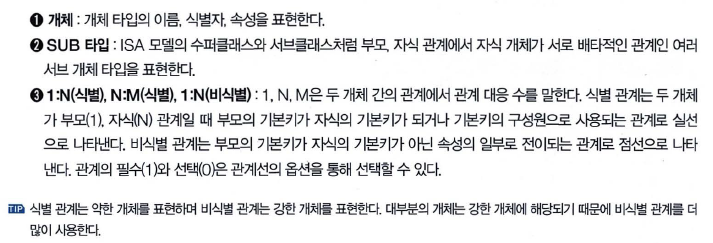 ❶ 개체 : 개체 타입의 이름, 식별자, 속성을 표현한다.
❷ SUB 타입 : ISA 모델의 수퍼클래스와 서브클래스처럼 부모, 자식 관계에서 자식 개체가 서로 배타적인 관계인 여러
서브 개체 타입을 표현한다.
❸ 1:N(식별), N:M(식별), 1:N(비식별) : 1, N, M은 두 개체 간의 관계에서 관계 대응 수를 말한다. 식별 관계는 두 개체
가 부모(1), 자식(N) 관계일 때 부모의 기본키가 자식의 기본키가 되거나 기본키의 구성원으로 사용되는 관계로 실선
으로 나타낸다. 비식별 관계는 부모의 기본키가 자식의 기본키가 아닌 속성의 일부로 전이되는 관계로 점선으로 나타
낸다. 관계의 필수(1)와 선택(O)은 관계선의 옵션을 통해 선택할 수 있다.
TIP 식별 관계는 약한 개체를 표현하며 비식별 관계는 강한 개체를 표현한다. 대부분의 개체는 강한 개체에 해당되기 때문에 비식별 관계를 더
많이 사용한다.